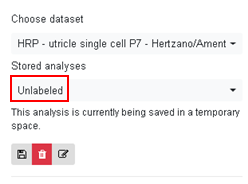 Choose dataset
HRP - utricle single cell P7 - Hertzano/Ament
Stored analyses
Unlabeled
This analysis is currently being saved in a temporary
space.